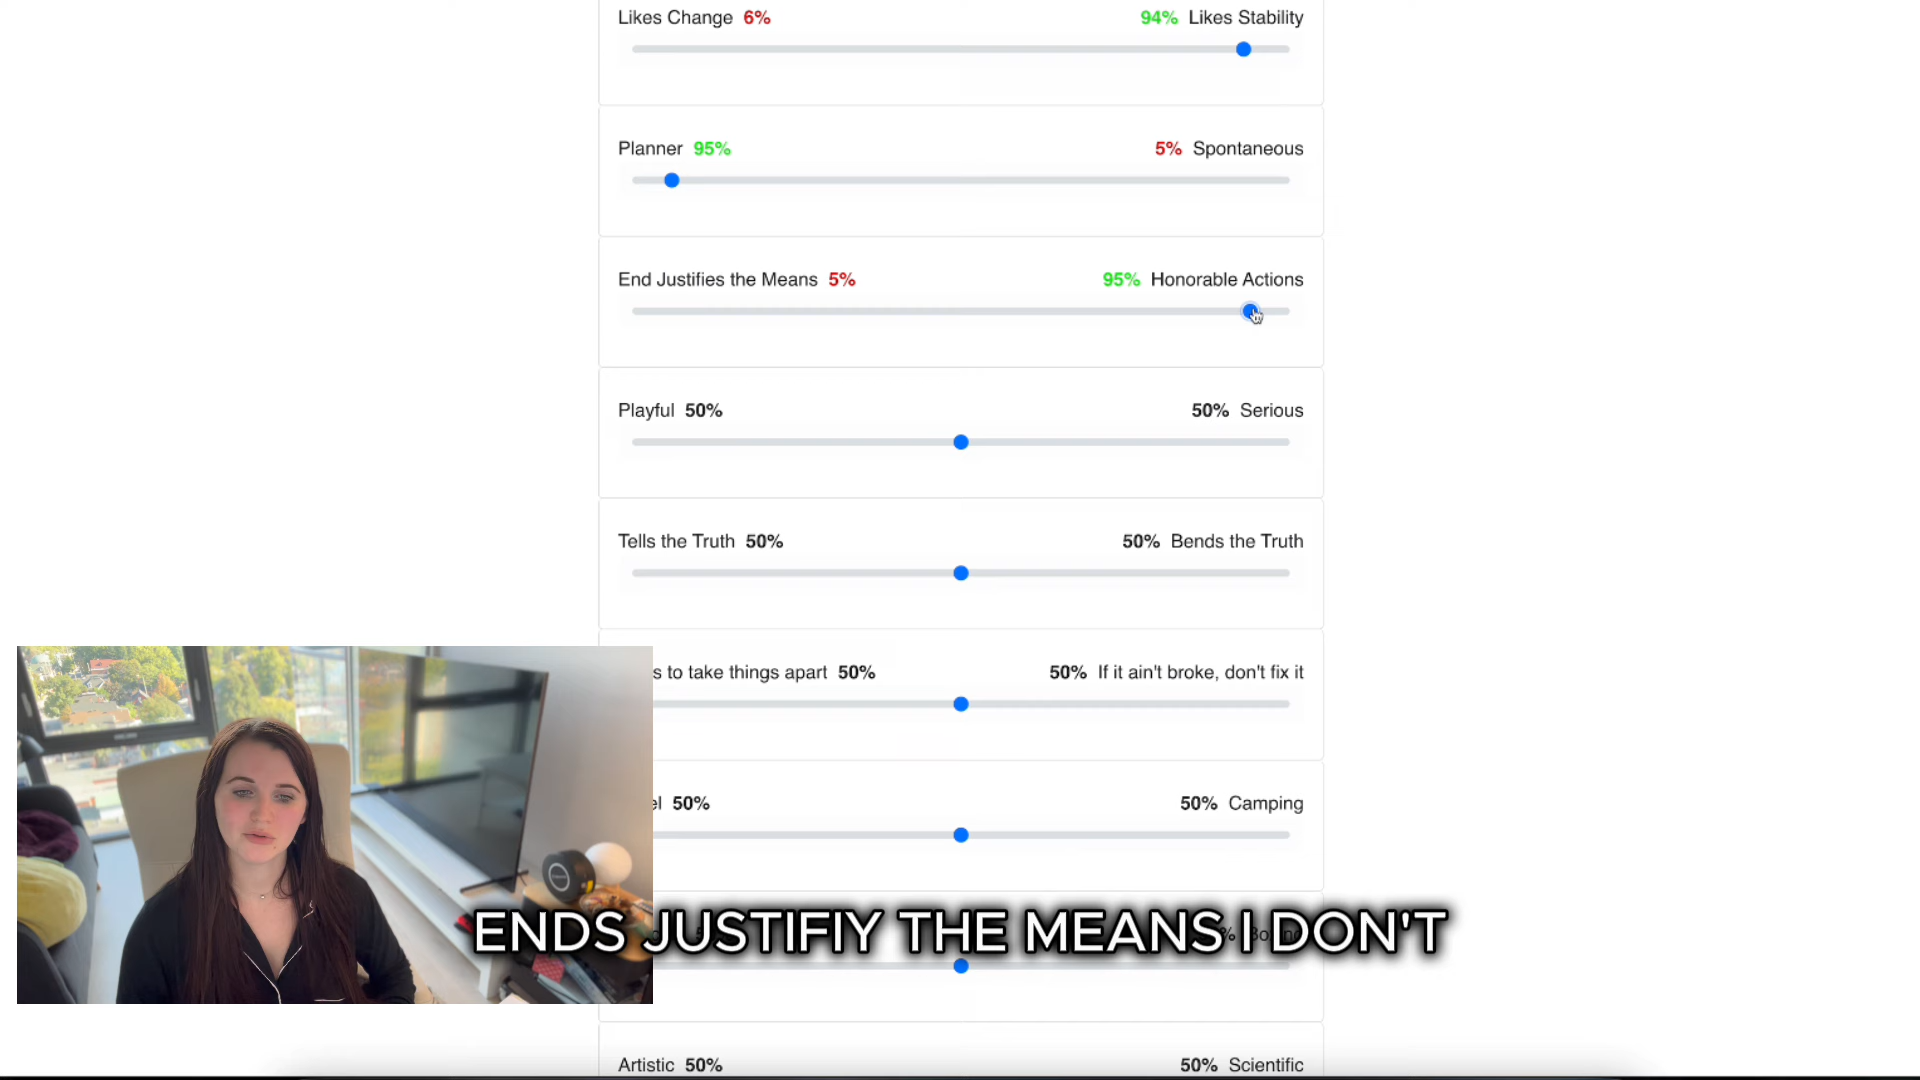 Likes Change 6% 94% Likes Stability
Planner 95% 5% Spontaneous
End Justifies the Means 5% 95% Honorable Actions
Playful 50% 50% Serious
Tells the Truth 50% 50% Bends the Truth
to take things apart 50% 50% If it ain't broke, don't fix it
50% 50% Camping
ENDS JUSTIFIY THE MEANS I DON'T
Artistic 50% 50% Scientific